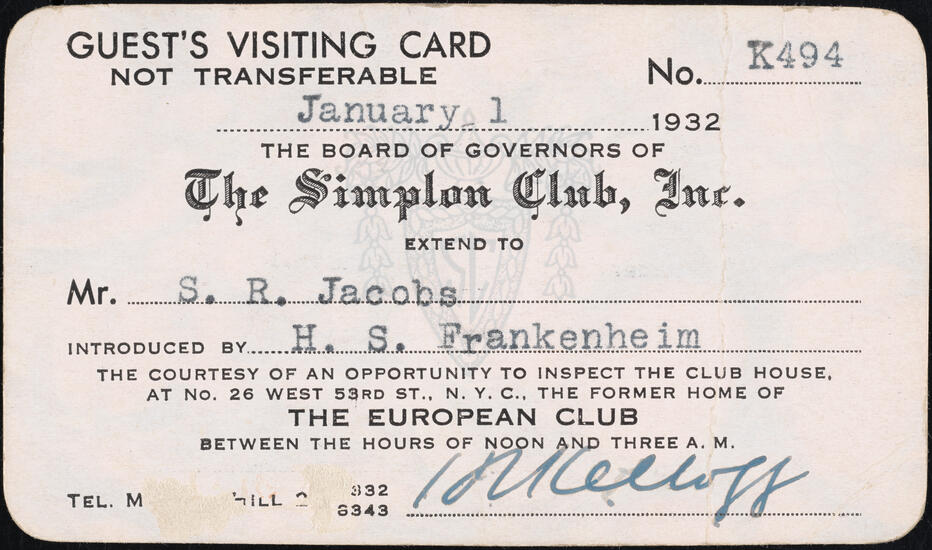 GUEST'S VISITING CARD
NOT TRANSFERABLE
No. K494
January 1 1932
THE BOARD OF GOVERNORS OF
The Simplon Club, Inc.
EXTEND TO
Mr. S. R. Jacobs
INTRODUCED BY H. S. Frankenheim
THE COURTESY OF AN OPPORTUNITY TO INSPECT THE CLUB HOUSE,
AT No. 26 WEST 53RD ST., N. Y. C., THE FORMER HOME OF
THE EUROPEAN CLUB
BETWEEN THE HOURS OF NOON AND THREE A. M.
TEL. M HILL 2 332
6343
Kellogg